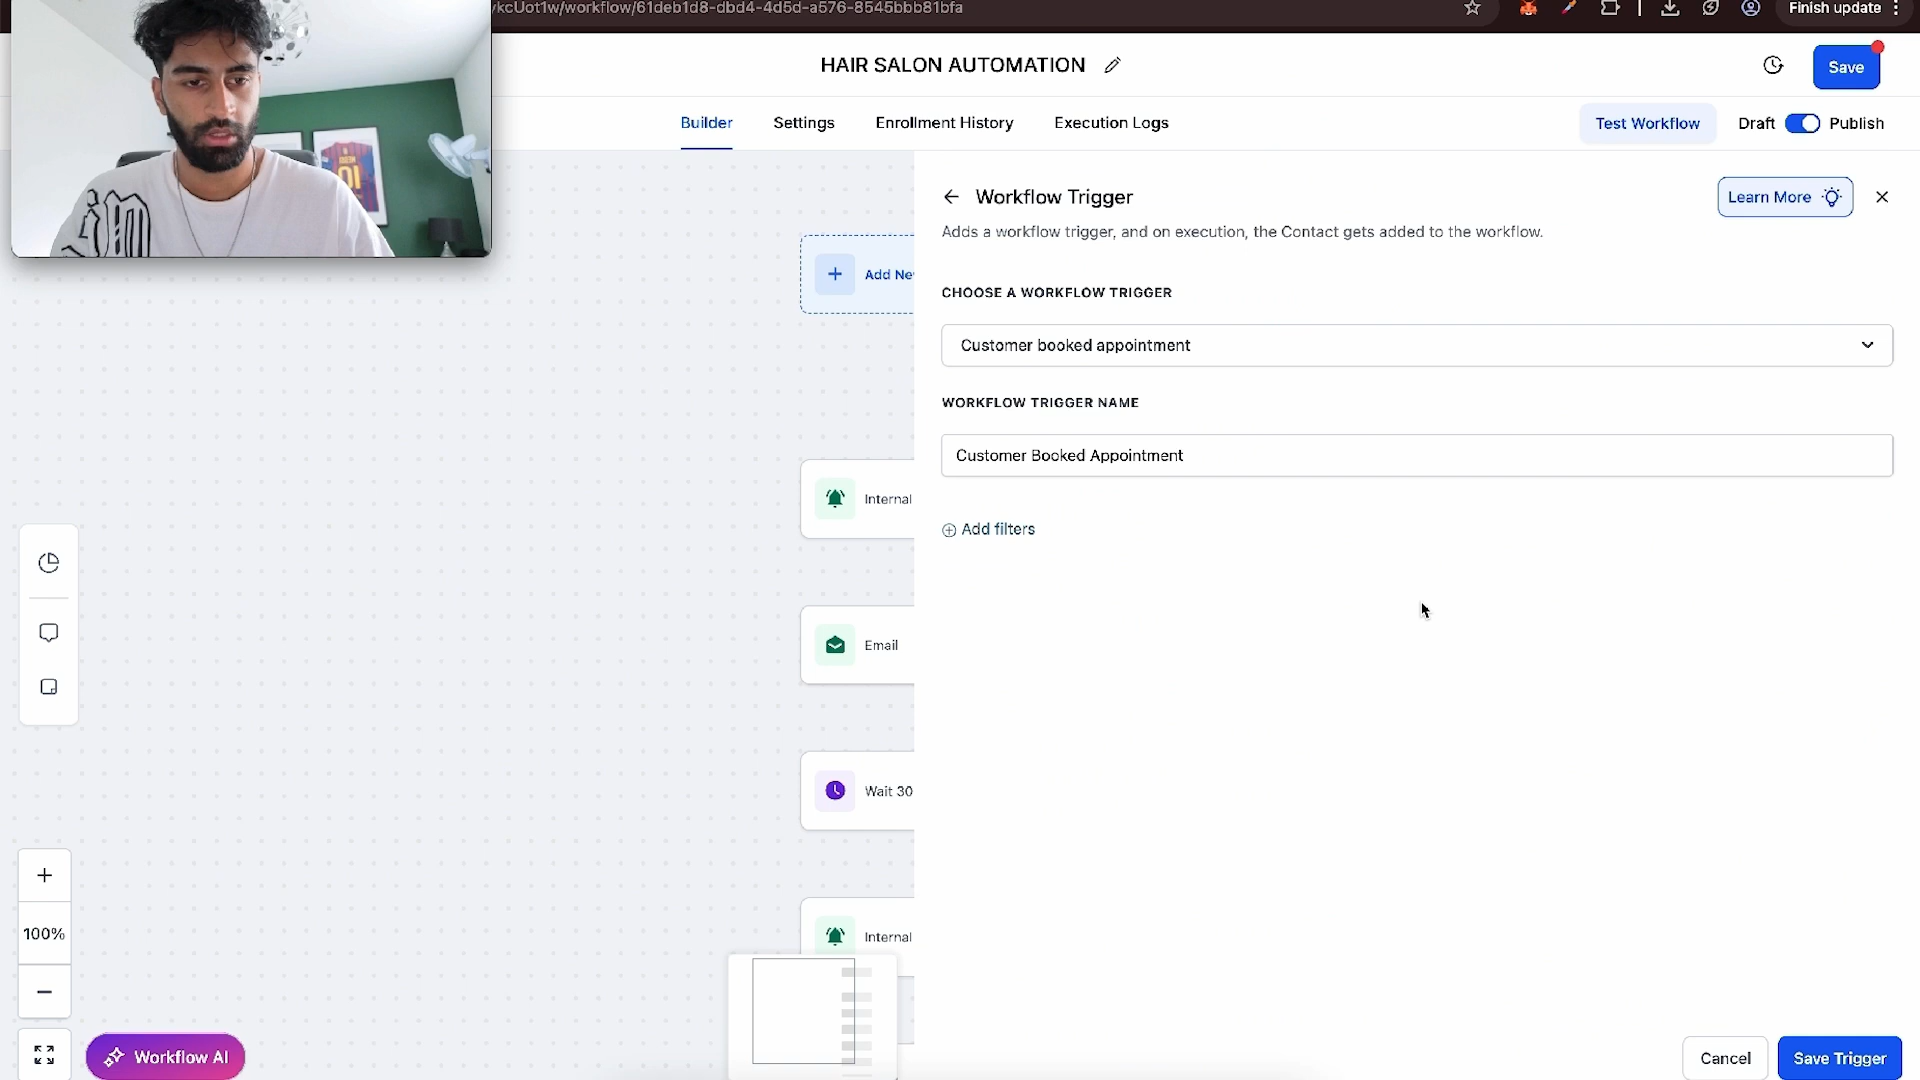 ykcUot1w/workflow/61deb1d8-dbd4-4d5d-a576-8545bbb81bfa
Finish update
HAIR SALON AUTOMATION
Save
Builder
Settings
Enrollment History
Execution Logs
Test Workflow
Draft
Publish
Workflow Trigger
Learn More
Adds a workflow trigger, and on execution, the Contact gets added to the workflow.
Add Ne
CHOOSE A WORKFLOW TRIGGER
Customer booked appointment
WORKFLOW TRIGGER NAME
Customer Booked Appointment
Internal
Add filters
Email
Wait 30
100%
Internal
Workflow AI
Cancel
Save Trigger